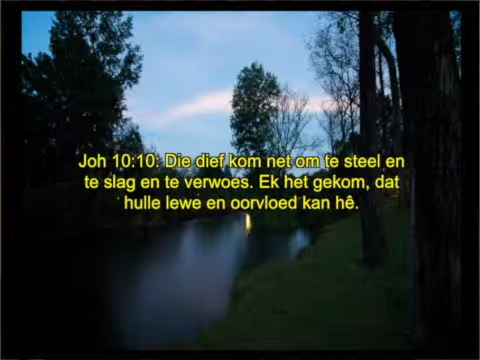 Joh 10:10: Die dief kom net om te steel en
te slag en te verwoes. Ek het gekom, dat
hulle lewe en oorvloed kan hê.